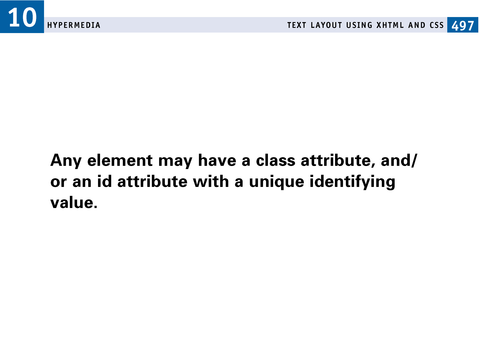 10 HYPERMEDIA TEXT LAYOUT USING XHTML AND CSS 497
Any element may have a class attribute, and/
or an id attribute with a unique identifying
value.